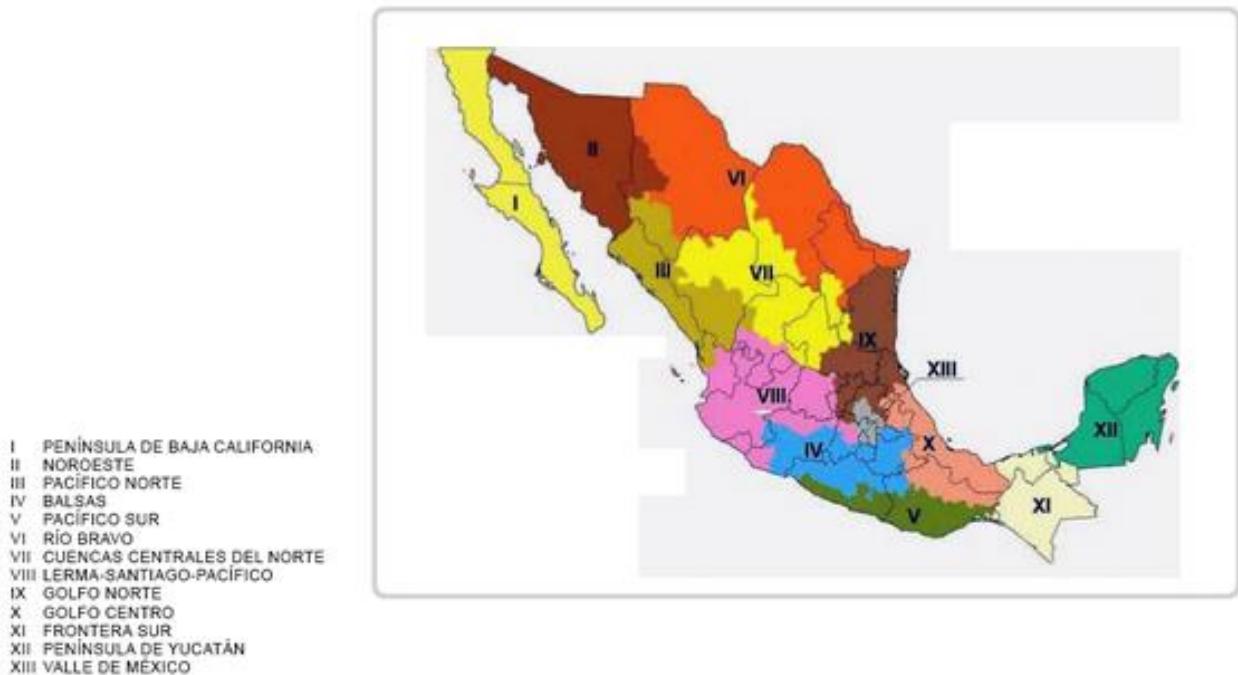 II
VI
I
III
VII
IX
XIII
VIII
XII
IV
X
XI
V
I PENÍNSULA DE BAJA CALIFORNIA
II NOROESTE
III PACÍFICO NORTE
IV BALSAS
V PACÍFICO SUR
VI RÍO BRAVO
VII CUENCAS CENTRALES DEL NORTE
VIII LERMA-SANTIAGO-PACÍFICO
IX GOLFO NORTE
X GOLFO CENTRO
XI FRONTERA SUR
XII PENÍNSULA DE YUCATÁN
XIII VALLE DE MÉXICO